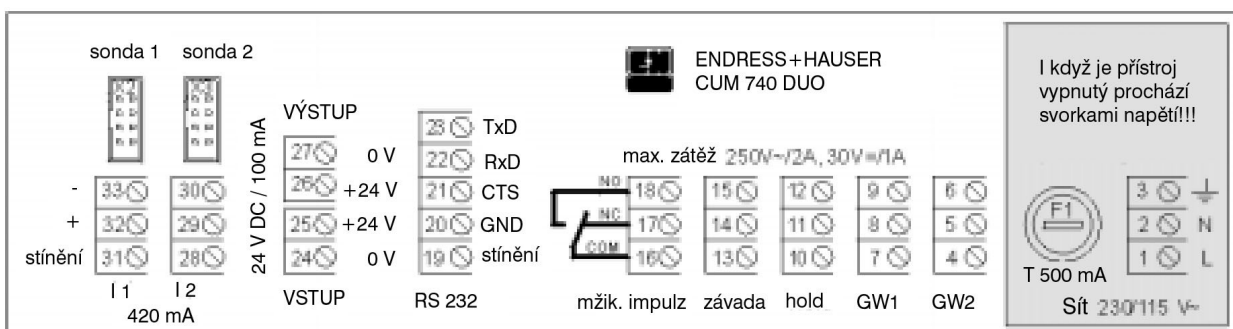 sonda 1 sonda 2
24 V DC / 100 mA
VÝSTUP
27 0 V
26 +24 V
25 +24 V
24 0 V
VSTUP
23 TxD
22 RxD
21 CTS
20 GND
19 stínění
RS 232
- 33 30
+ 32 29
stínění 31 28
I 1 I 2
420 mA
ENDRESS+HAUSER
CUM 740 DUO
max. zátěž 250V~/2A, 30V=/1A
NO 18 15 12 9 6
NC 17 14 11 8 5
COM 16 13 10 7 4
mžik. impulz závada hold GW1 GW2
I když je přístroj
vypnutý prochází
svorkami napětí!!!
F1
T 500 mA
3
2 N
1 L
Sít 230/115 V~